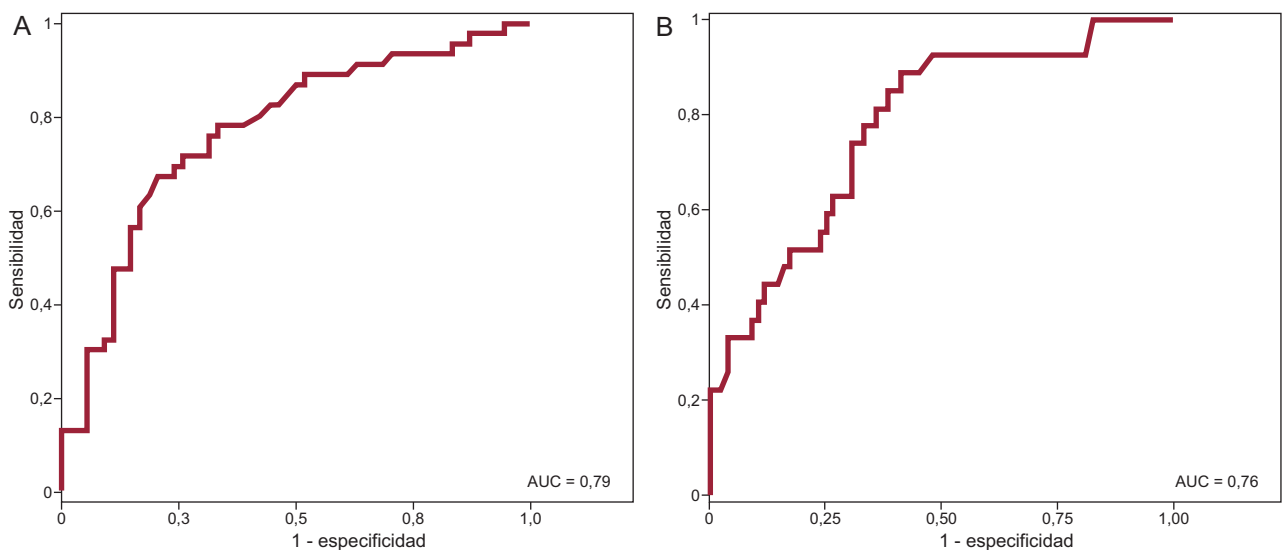 A
Sensibilidad
1
0,8
0,6
0,4
0,2
0
0
0,3
0,5
0,8
1,0
1 - especificidad
AUC = 0,79
B
Sensibilidad
1
0,8
0,6
0,4
0,2
0
0
0,25
0,50
0,75
1,00
1 - especificidad
AUC = 0,76